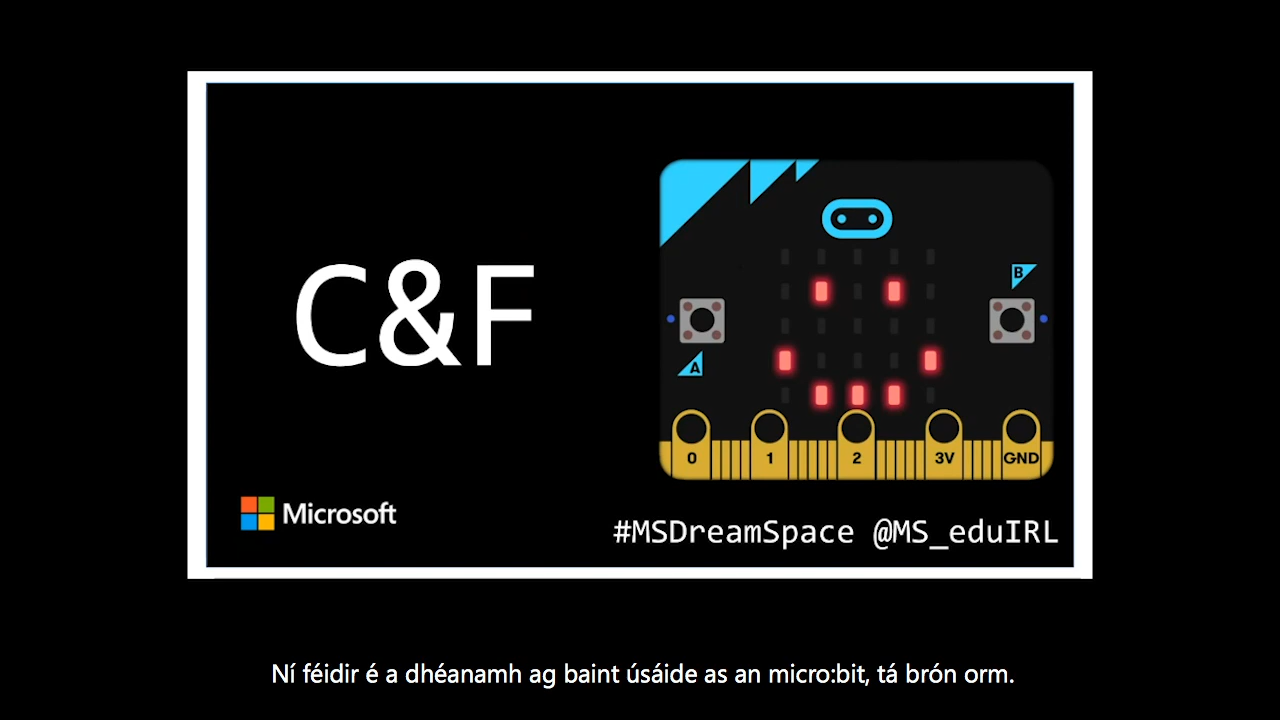 C&F
B
A
0 1 2 3V GND
Microsoft
#MSDreamSpace @MS_eduIRL
Ní féidir é a dhéanamh ag baint úsáide as an micro:bit, tá brón orm.